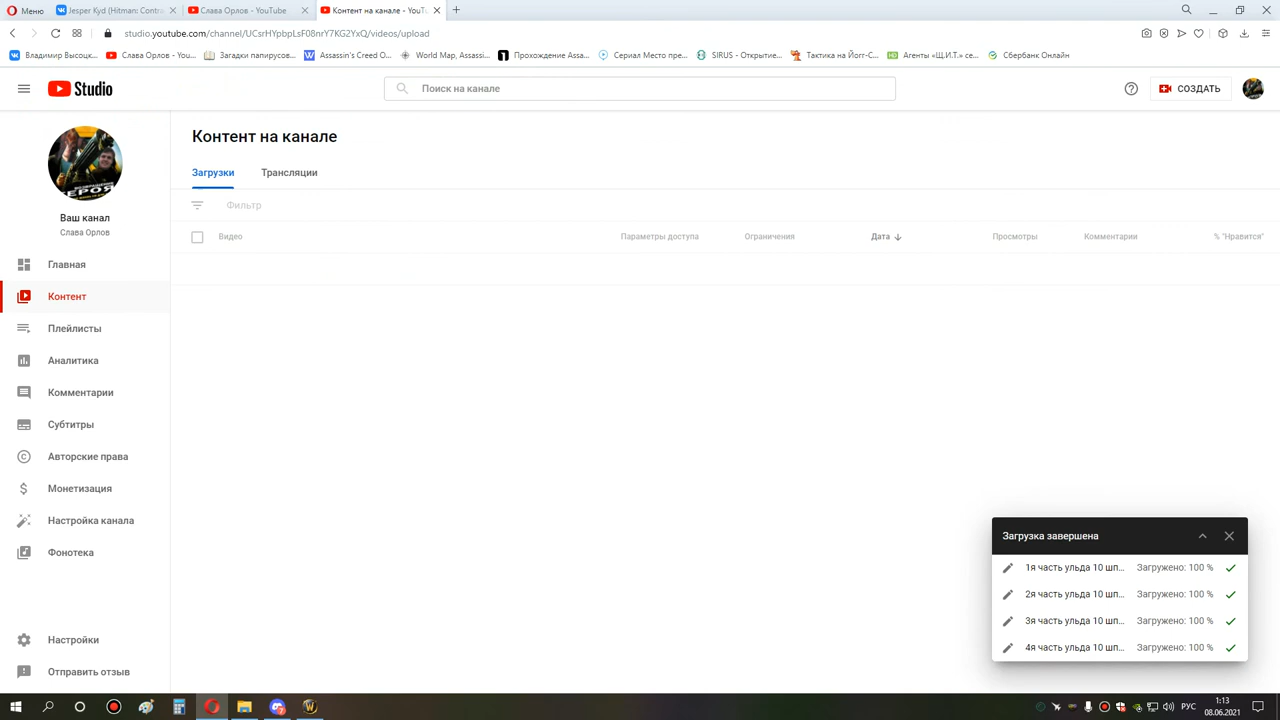 Меню
Jesper Kyd (Hitman: Contra
Слава Орлов - YouTube
Контент на канале - YouTu
studio.youtube.com/channel/UCsrHYpbpLsF08nrY7KG2YxQ/videos/upload
Владимир Высоцк...
Слава Орлов - You...
Загадки папирусов...
Assassin's Creed O...
World Map, Assassi...
Прохождение Assa...
Сериал Место пре...
SIRUS - Открытие...
Тактика на Йогг-С...
HD Агенты «Щ.И.Т.» се...
Сбербанк Онлайн
Studio
Поиск на канале
СОЗДАТЬ
Контент на канале
Загрузки
Трансляции
Фильтр
Видео
Параметры доступа
Ограничения
Дата
Просмотры
Комментарии
% "Нравится"
ГЕРОЯ
Ваш канал
Слава Орлов
Главная
Контент
Плейлисты
Аналитика
Комментарии
Субтитры
Авторские права
Монетизация
Настройка канала
Фонотека
Настройки
Отправить отзыв
Загрузка завершена
1я часть ульда 10 шп... Загружено: 100 %
2я часть ульда 10 шп... Загружено: 100 %
3я часть ульда 10 шп... Загружено: 100 %
4я часть ульда 10 шп... Загружено: 100 %
РУС
1:13
08.06.2021